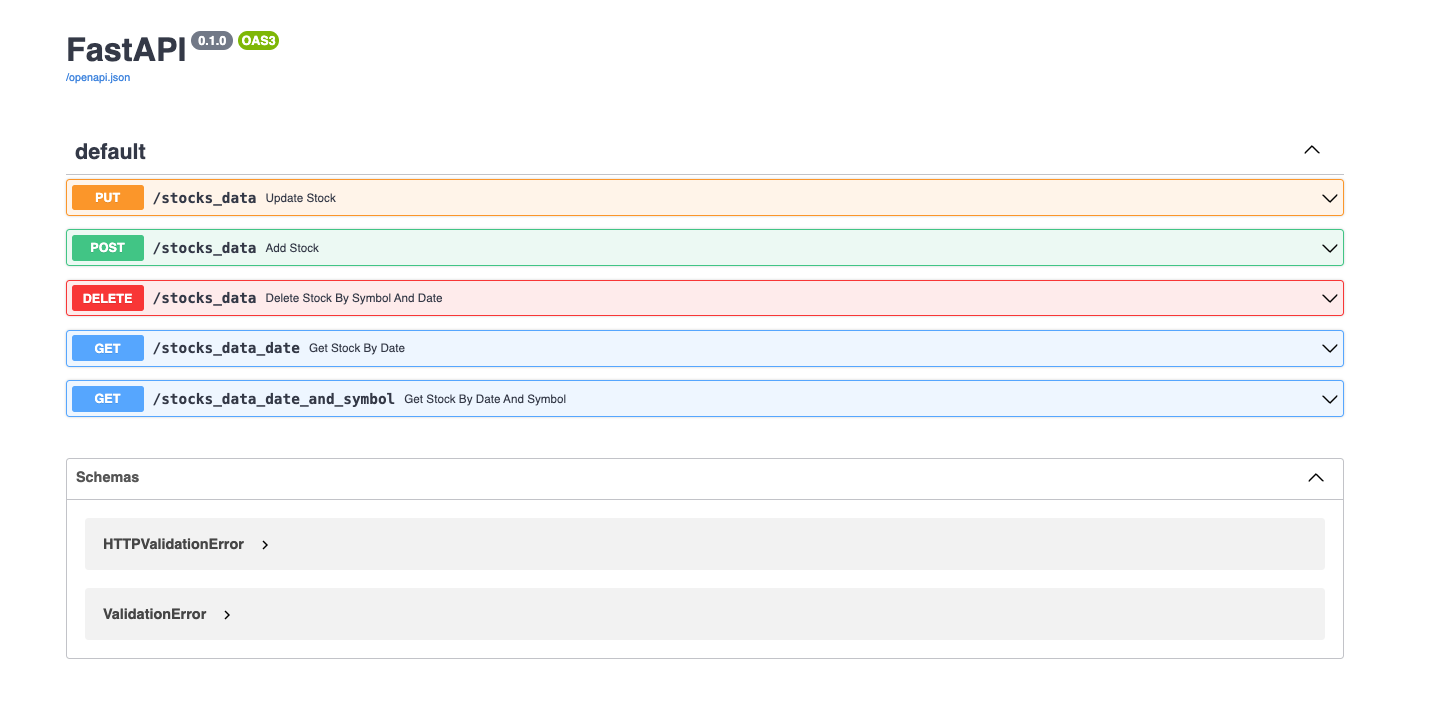 FastAPI 0.1.0 OAS3
/openapi.json
default
PUT /stocks_data Update Stock
POST /stocks_data Add Stock
DELETE /stocks_data Delete Stock By Symbol And Date
GET /stocks_data_date Get Stock By Date
GET /stocks_data_date_and_symbol Get Stock By Date And Symbol
Schemas
HTTPValidationError
ValidationError